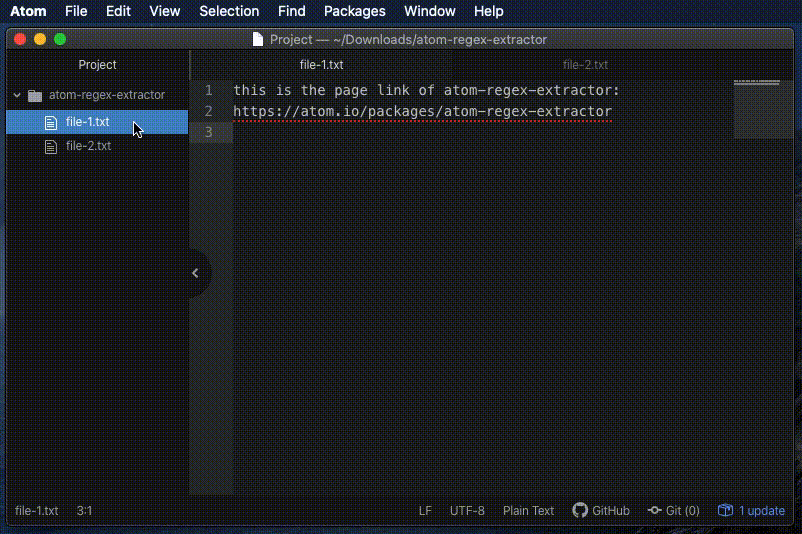 Atom File Edit View Selection Find Packages Window Help
Project — ~/Downloads/atom-regex-extractor
Project file-1.txt file-2.txt
atom-regex-extractor
file-1.txt
file-2.txt
1 this is the page link of atom-regex-extractor:
2 https://atom.io/packages/atom-regex-extractor
3
file-1.txt 3:1 LF UTF-8 Plain Text GitHub Git (0) 1 update